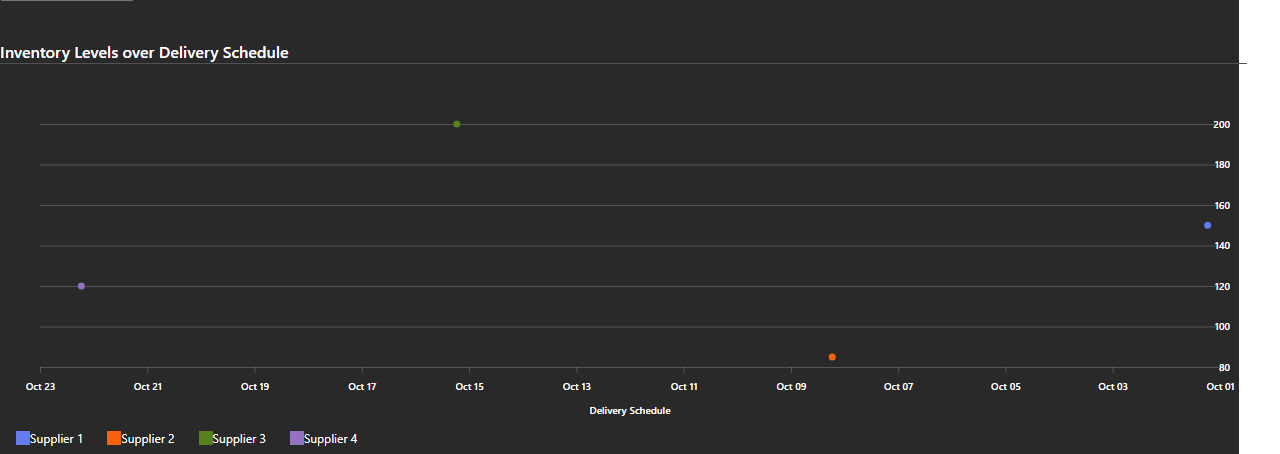 Inventory Levels over Delivery Schedule
200
180
160
140
120
100
80
Oct 23 Oct 21 Oct 19 Oct 17 Oct 15 Oct 13 Oct 11 Oct 09 Oct 07 Oct 05 Oct 03 Oct 01
Delivery Schedule
Supplier 1 Supplier 2 Supplier 3 Supplier 4